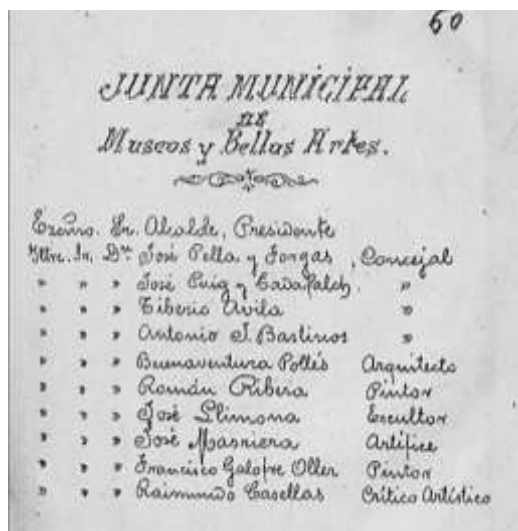 60
JUNTA MUNICIPAL
DE
Museos y Bellas Artes.
Excmo. Sr. Alcalde, Presidente
Iltre. Sr. Dn. José Pella y Forgas, Concejal
" " " José Puig y Cadafalch. "
" " " Tiberio Avila "
" " " Antonio J. Bastinos "
" " " Buenaventura Pollés Arquitecto
" " " Román Ribera Pintor
" " " José Llimona Escultor
" " " José Masriera Artífice
" " " Francisco Galofre Oller Pintor
" " " Raimundo Casellas Crítico Artístico